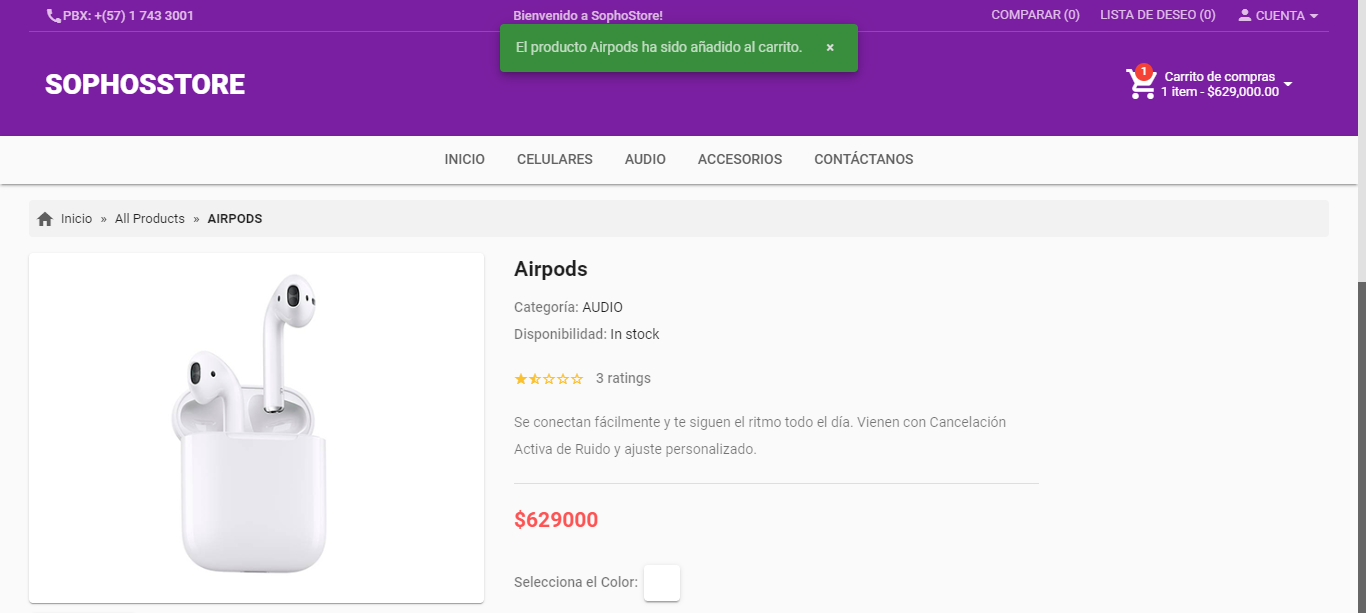 PBX: +(57) 1 743 3001
Bienvenido a SophoStore!
COMPARAR (0)
LISTA DE DESEO (0)
CUENTA
El producto Airpods ha sido añadido al carrito. ×
SOPHOSSTORE
1
Carrito de compras
1 item - $629,000.00
INICIO
CELULARES
AUDIO
ACCESORIOS
CONTÁCTANOS
Inicio » All Products » AIRPODS
Airpods
Categoría: AUDIO
Disponibilidad: In stock
3 ratings
Se conectan fácilmente y te siguen el ritmo todo el día. Vienen con Cancelación
Activa de Ruido y ajuste personalizado.
$629000
Selecciona el Color: